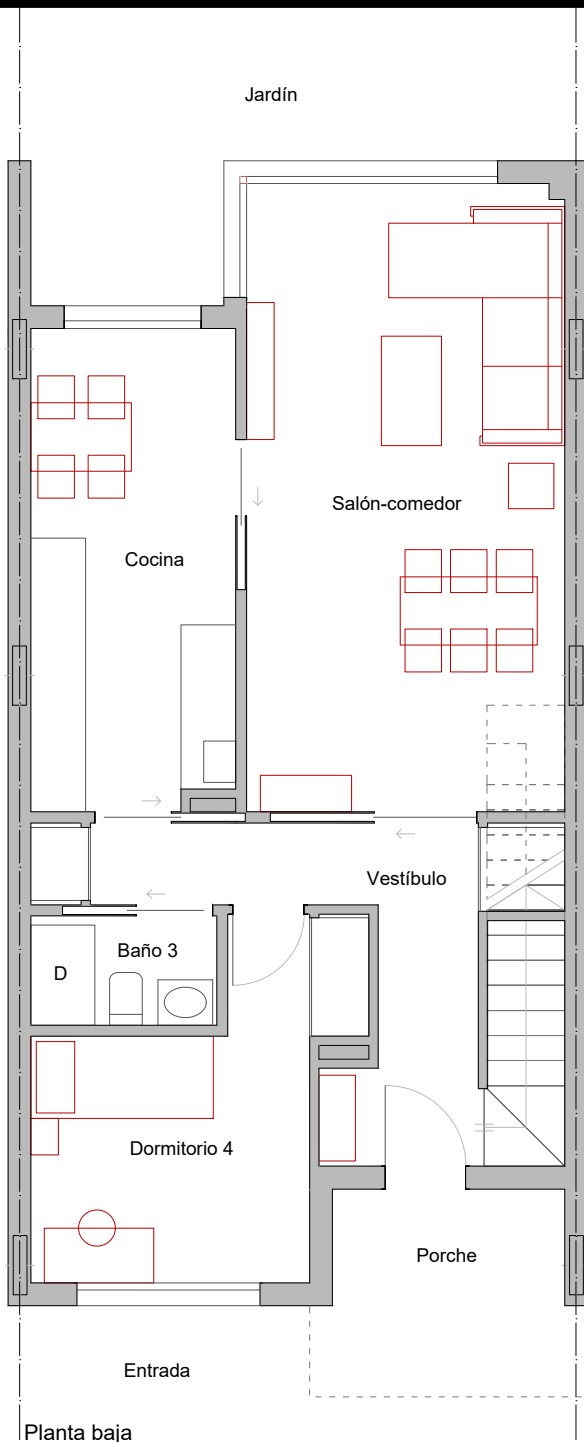 Jardín
Salón-comedor
Cocina
Vestíbulo
Baño 3
D
Dormitorio 4
Porche
Entrada
Planta baja